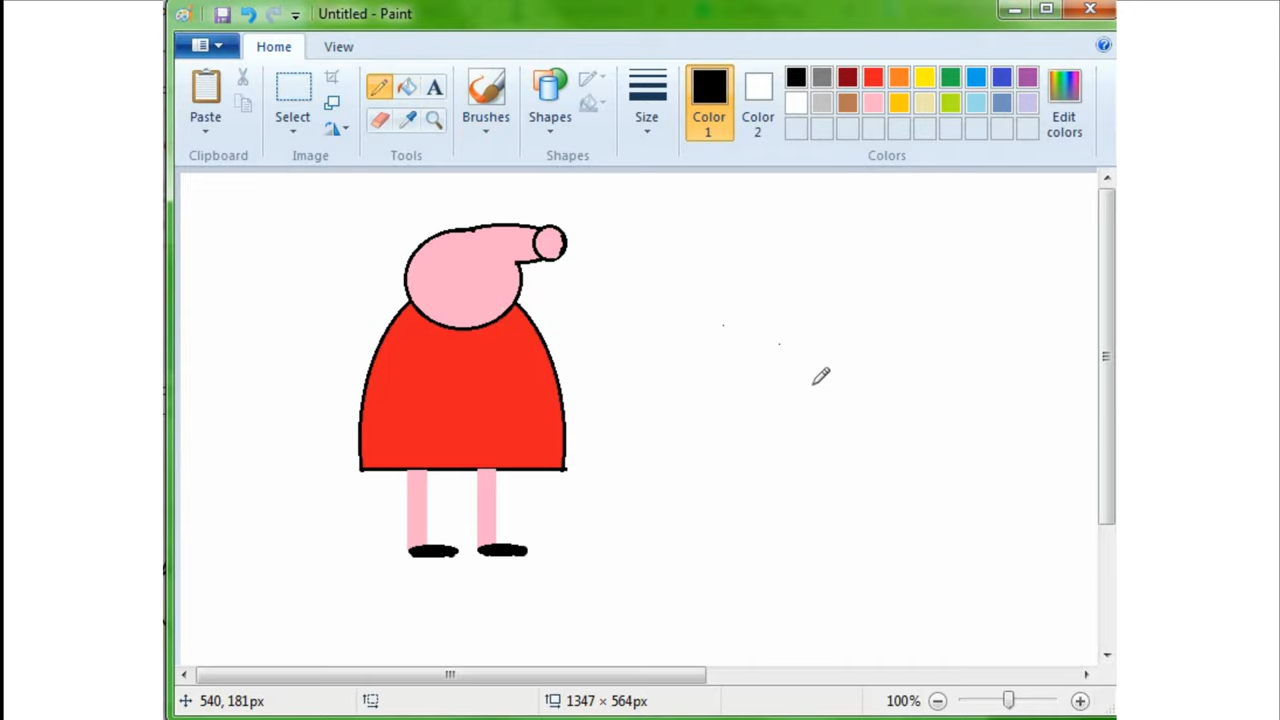 Untitled - Paint
Home View
Paste Select Brushes Shapes Size Color 1 Color 2 Edit colors
A
Clipboard Image Tools Shapes Colors
540, 181px 1347 × 564px 100%